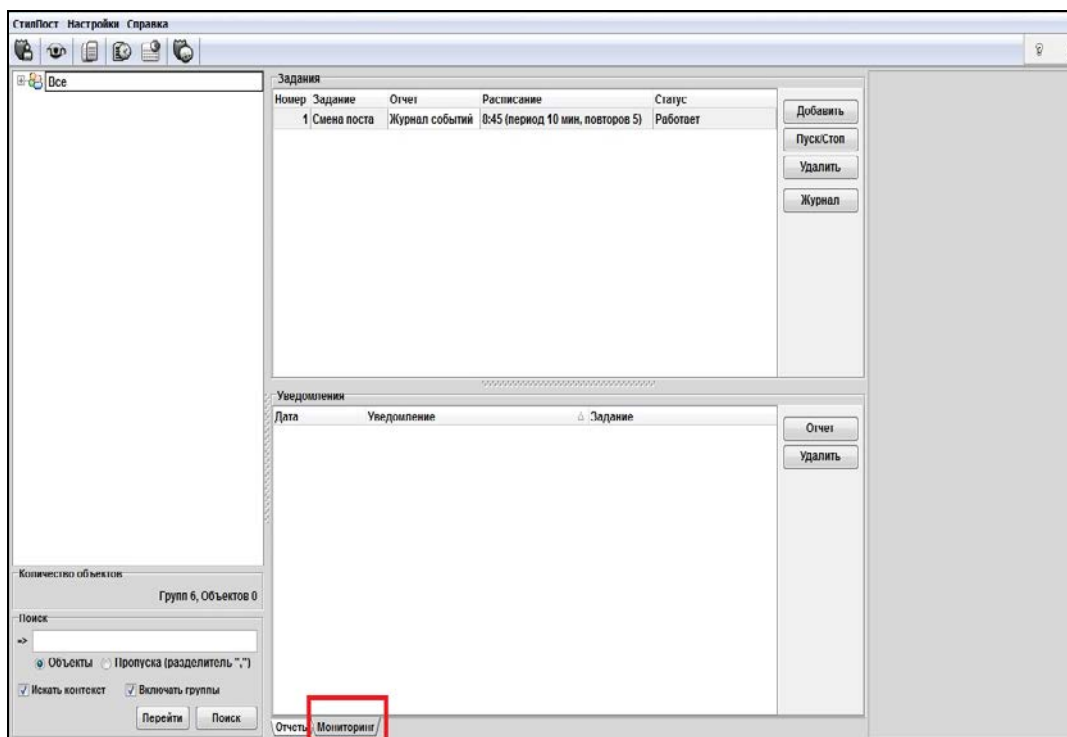 СтилПост Настройки Справка
Все
Задания
Номер Задание Отчет Расписание Статус
1 Смена поста Журнал событий 8:45 (период 10 мин, повторов 5) Работает
Добавить
Пуск/Стоп
Удалить
Журнал
Уведомления
Дата Уведомление Задание
Отчет
Удалить
Количество объектов
Групп 6, Объектов 0
Поиск
=>
Объекты Пропуска (разделитель ",")
Искать контекст Включать группы
Перейти Поиск
Отчеты Мониторинг